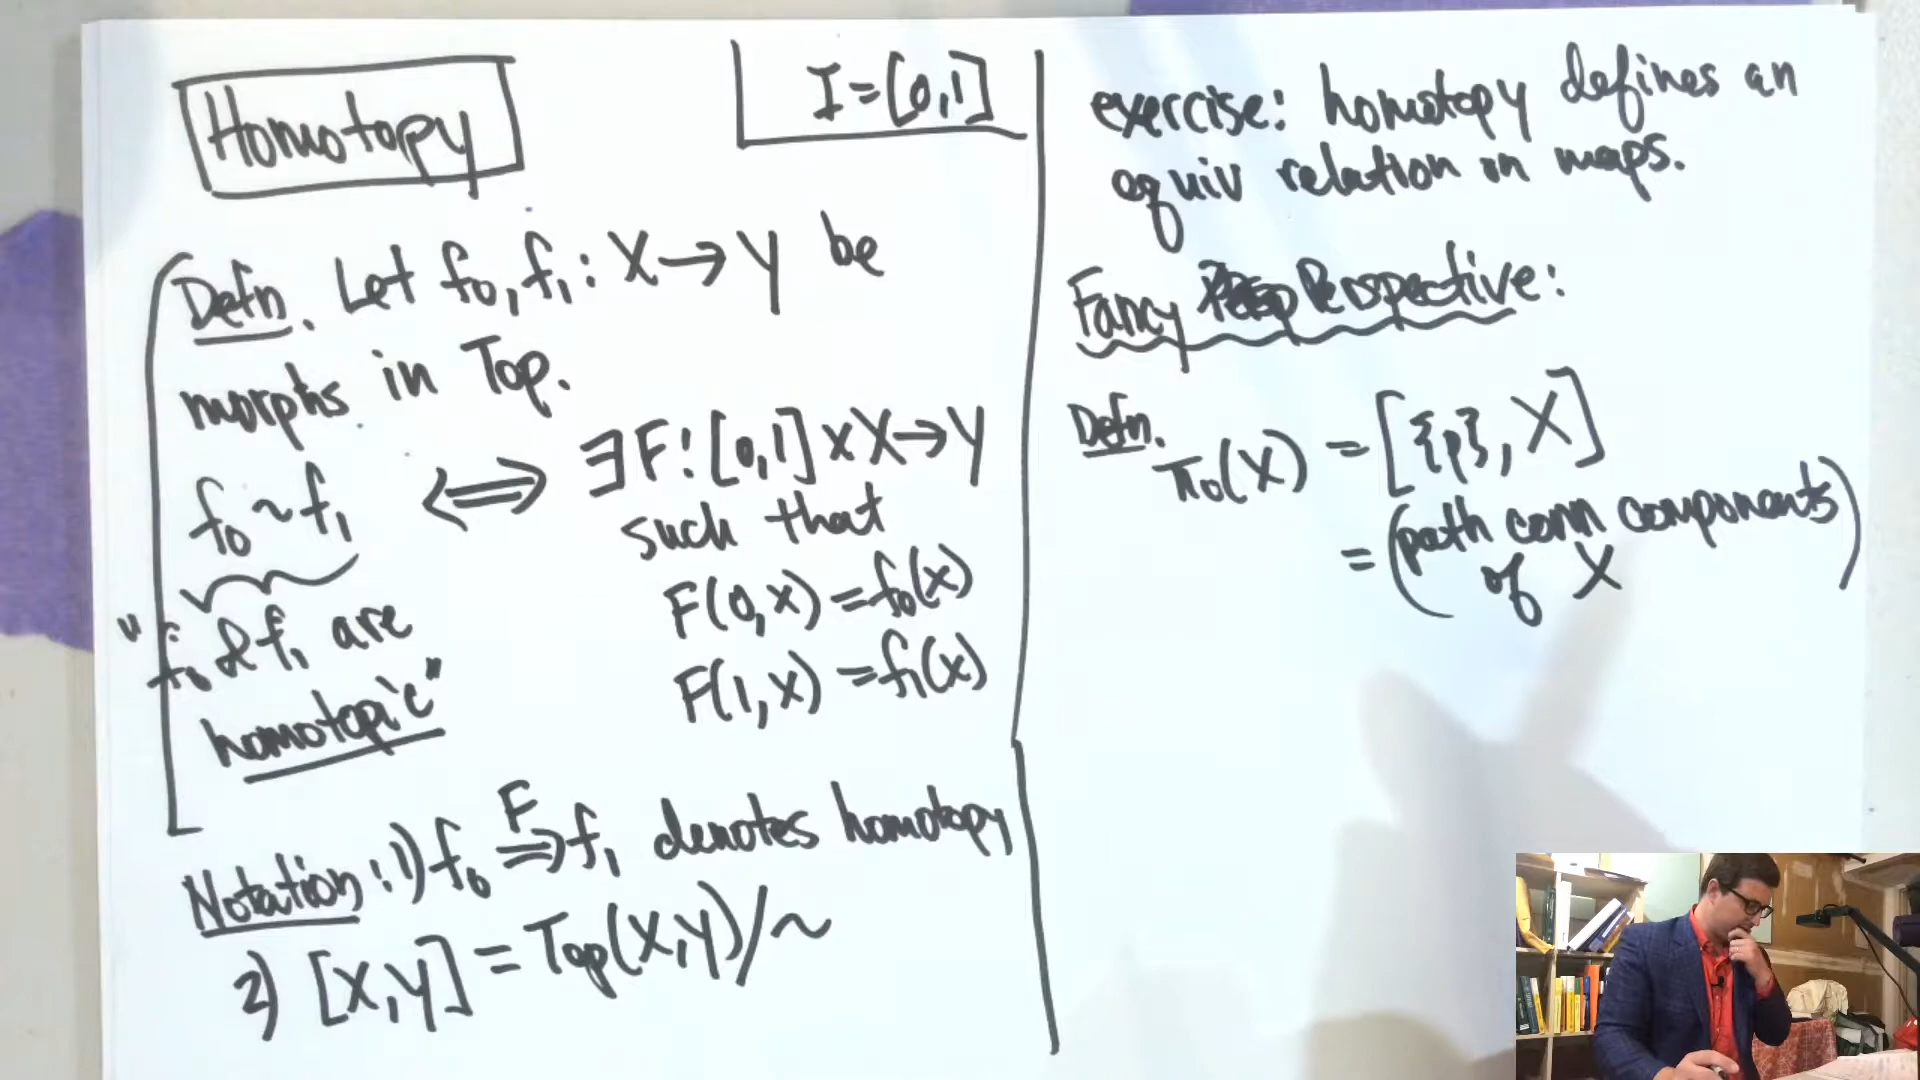 Homotopy
I=[0,1]
Defn. Let f₀,f₁: X→Y be
morphs in Top.
f₀~f₁ ⟺ ∃F:[0,1]×X→Y
such that
F(0,x)=f₀(x)
F(1,x)=f₁(x)
"f₀ & f₁ are
homotopic"
Notation: 1) f₀ ⇒ f₁ denotes homotopy
F
2) [X,Y] = Top(X,Y)/~
exercise: homotopy defines an
equiv relation on maps.
Fancy Perspective:
Defn.
π₀(X) = [{p},X]
= (path conn components
of X)